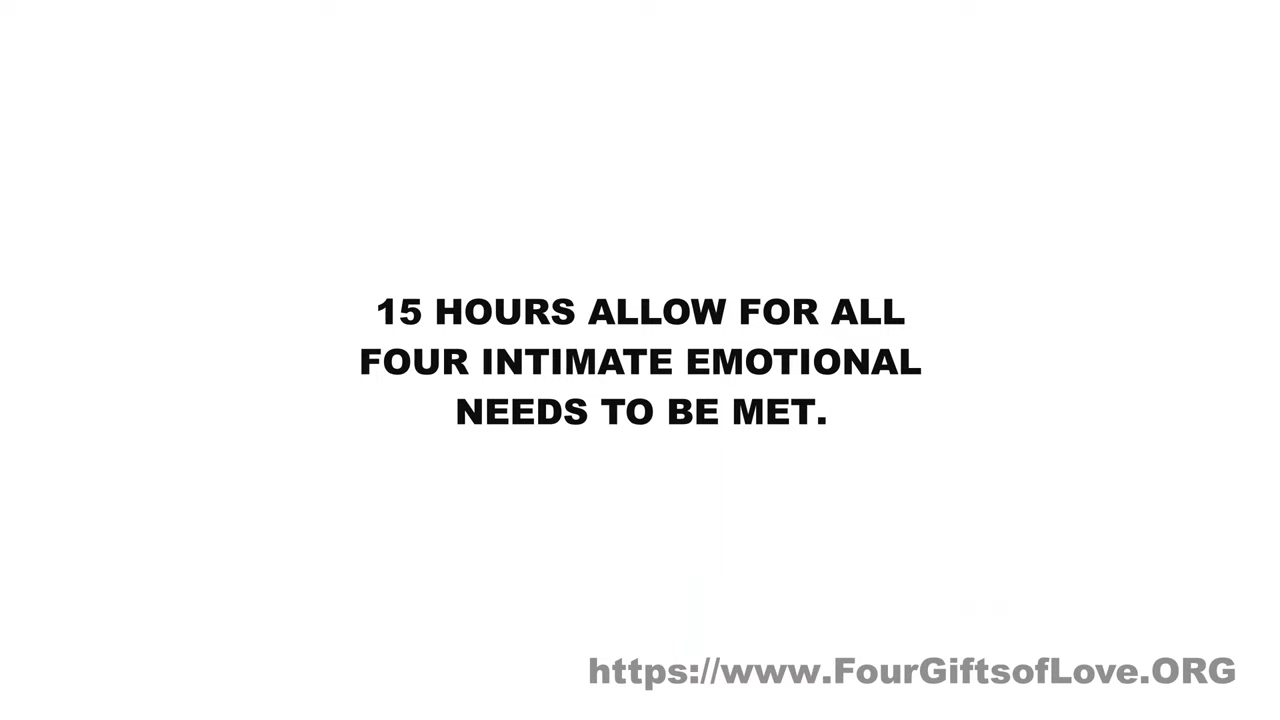 15 HOURS ALLOW FOR ALL
FOUR INTIMATE EMOTIONAL
NEEDS TO BE MET.
https://www.FourGiftsofLove.ORG